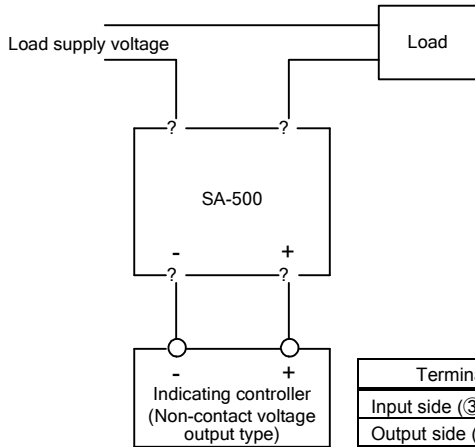 Load supply voltage
Load
? ?
SA-500
- +
? ?
- +
Indicating controller
(Non-contact voltage
output type)
Termina
Input side (③
Output side (